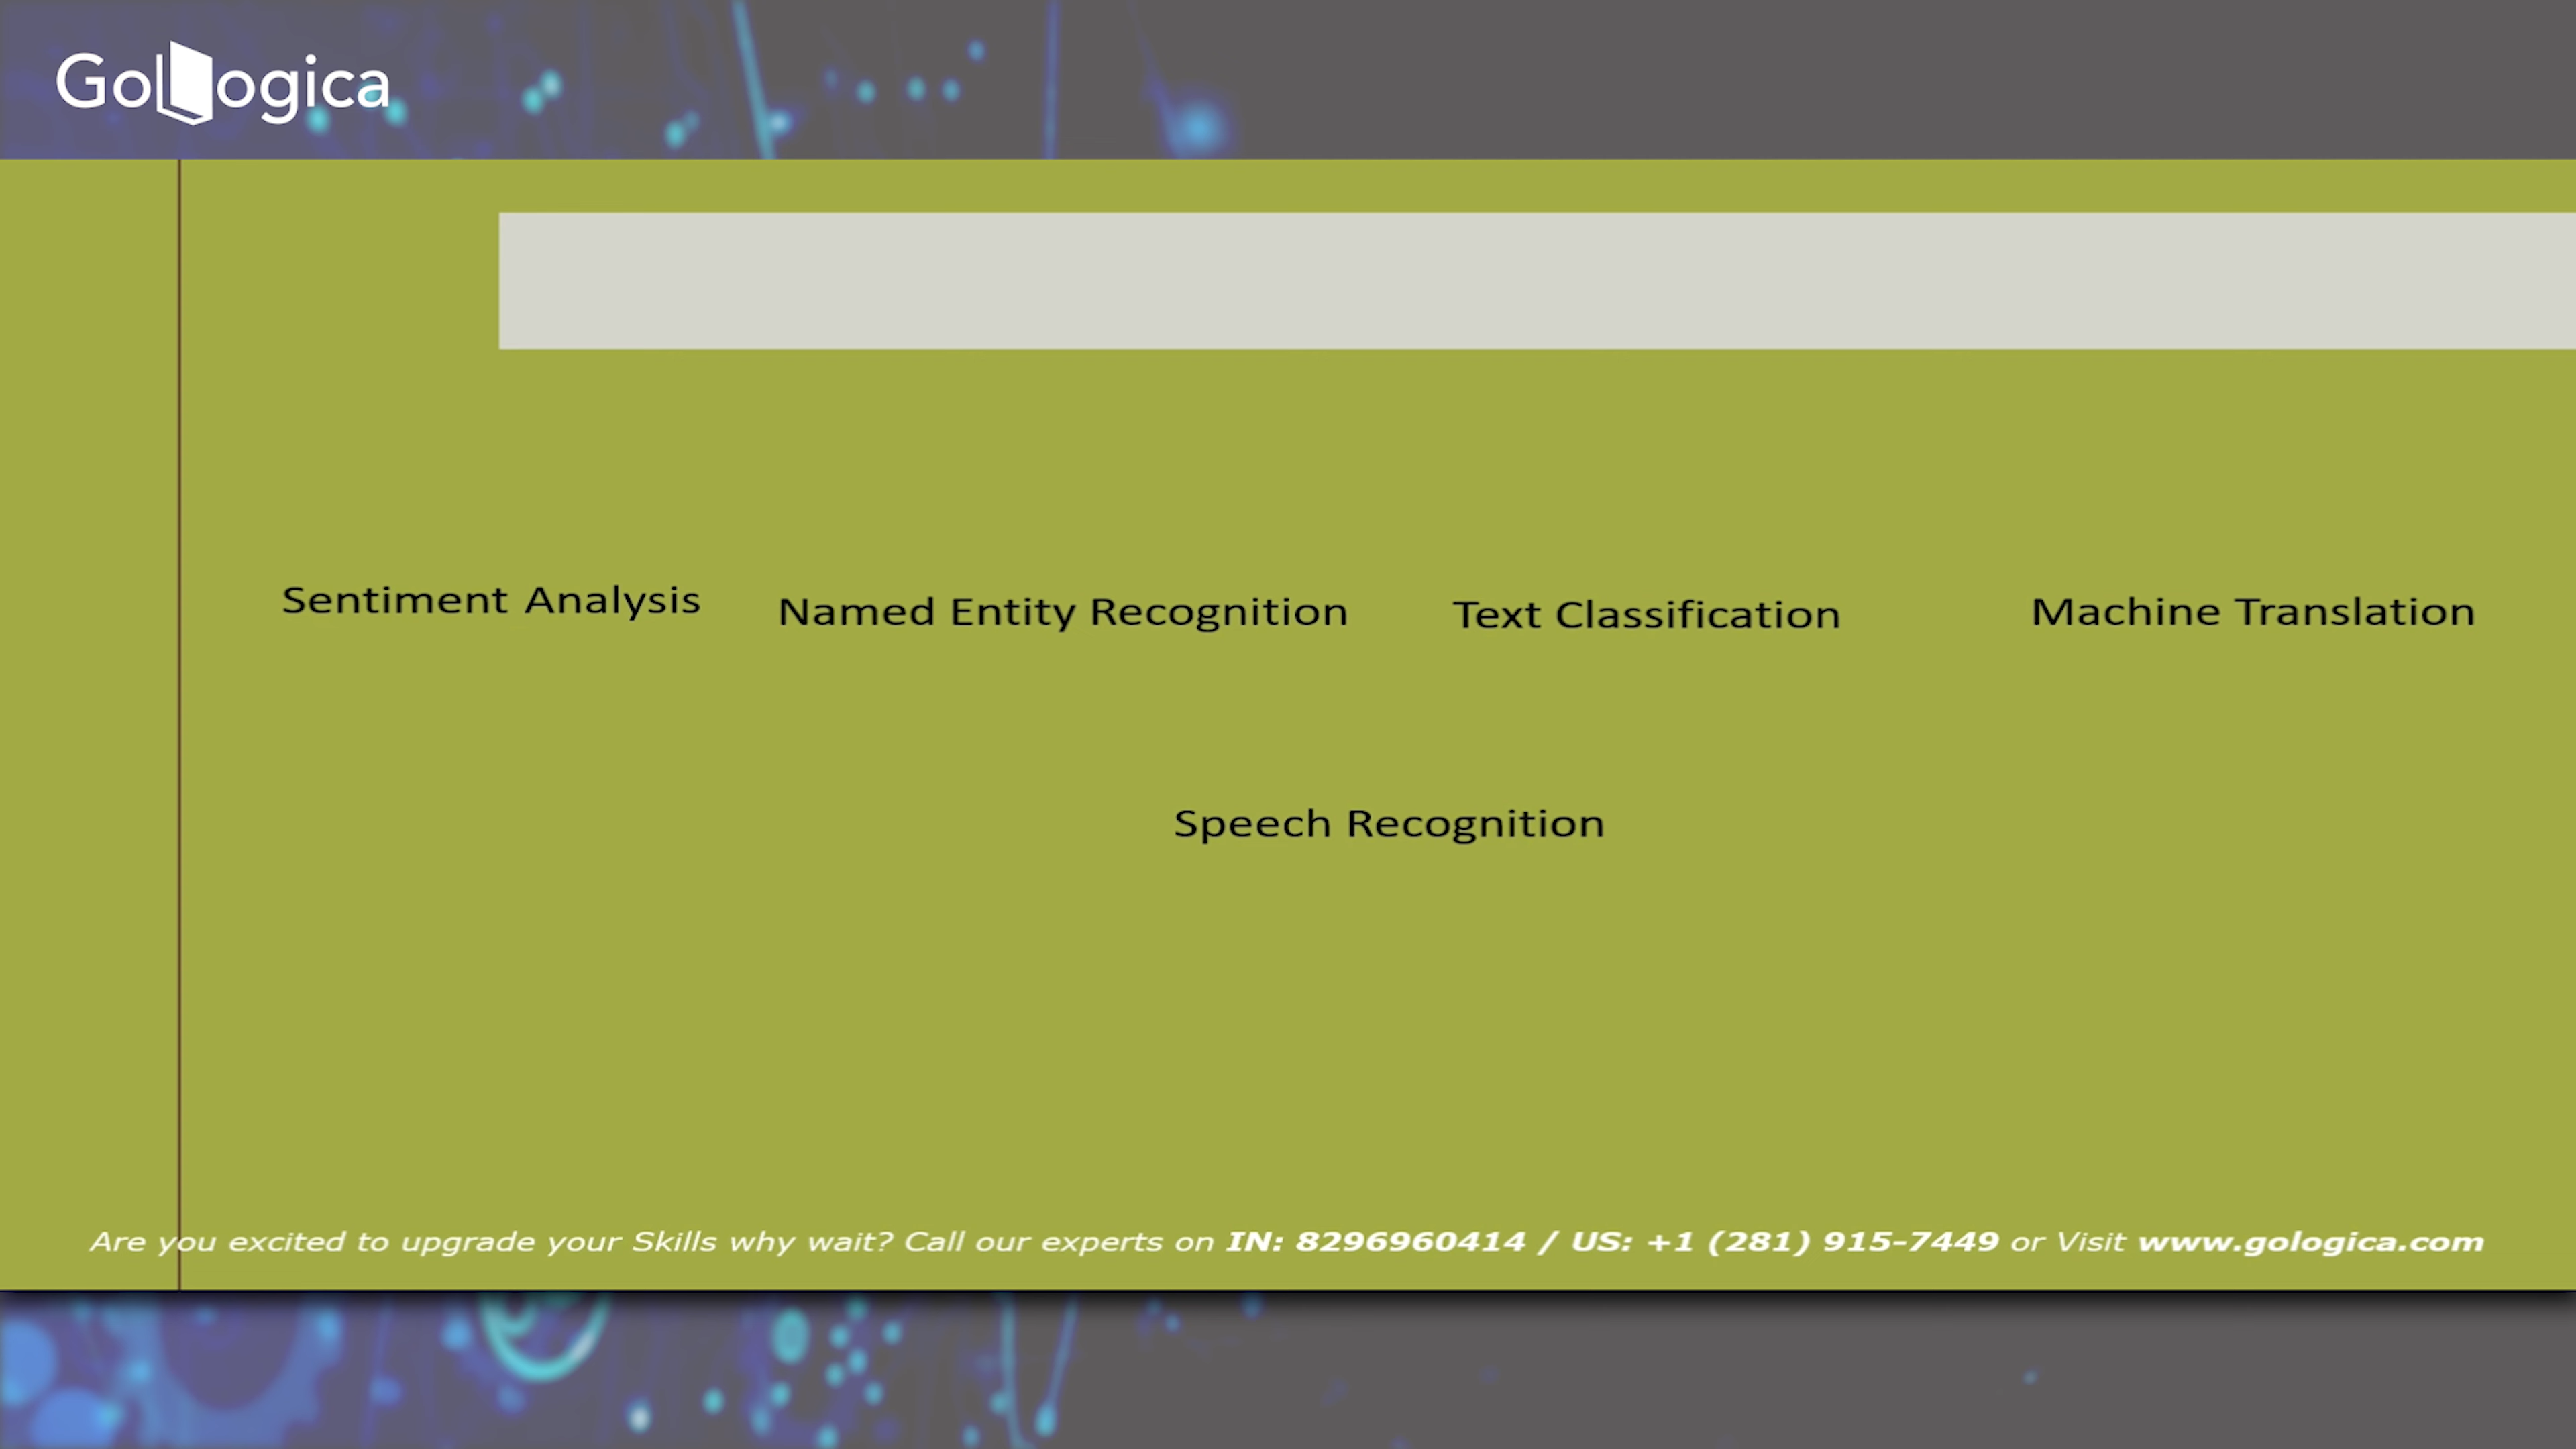 GoLogica
Sentiment Analysis
Named Entity Recognition
Text Classification
Machine Translation
Speech Recognition
Are you excited to upgrade your Skills why wait? Call our experts on IN: 8296960414 / US: +1 (281) 915-7449 or Visit www.gologica.com